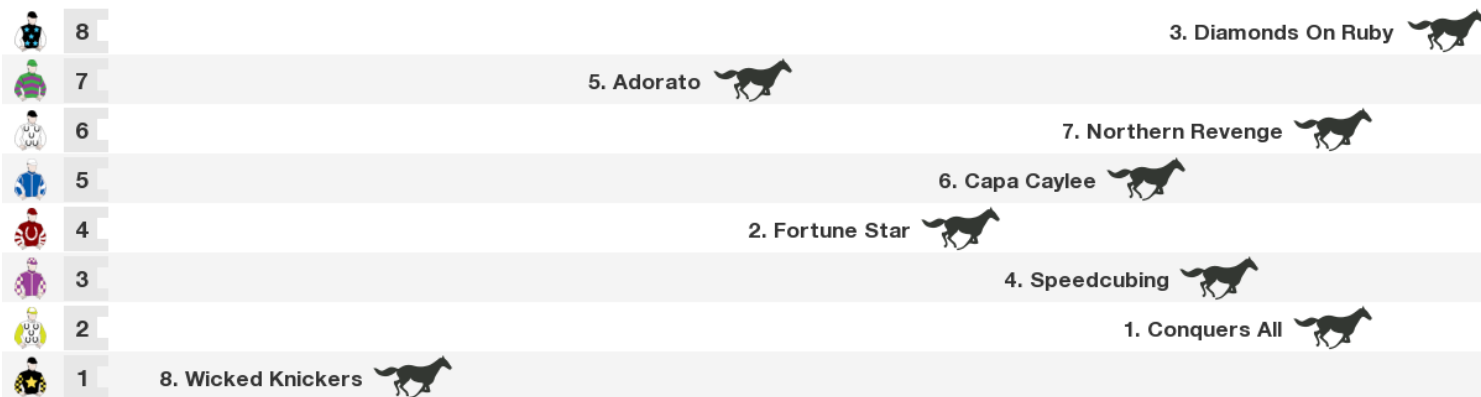 8 3. Diamonds On Ruby
7 5. Adorato
6 7. Northern Revenge
5 6. Capa Caylee
4 2. Fortune Star
3 4. Speedcubing
2 1. Conquers All
1 8. Wicked Knickers